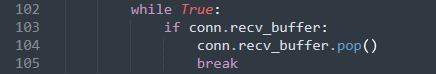 102 while True:
103 if conn.recv_buffer:
104 conn.recv_buffer.pop()
105 break